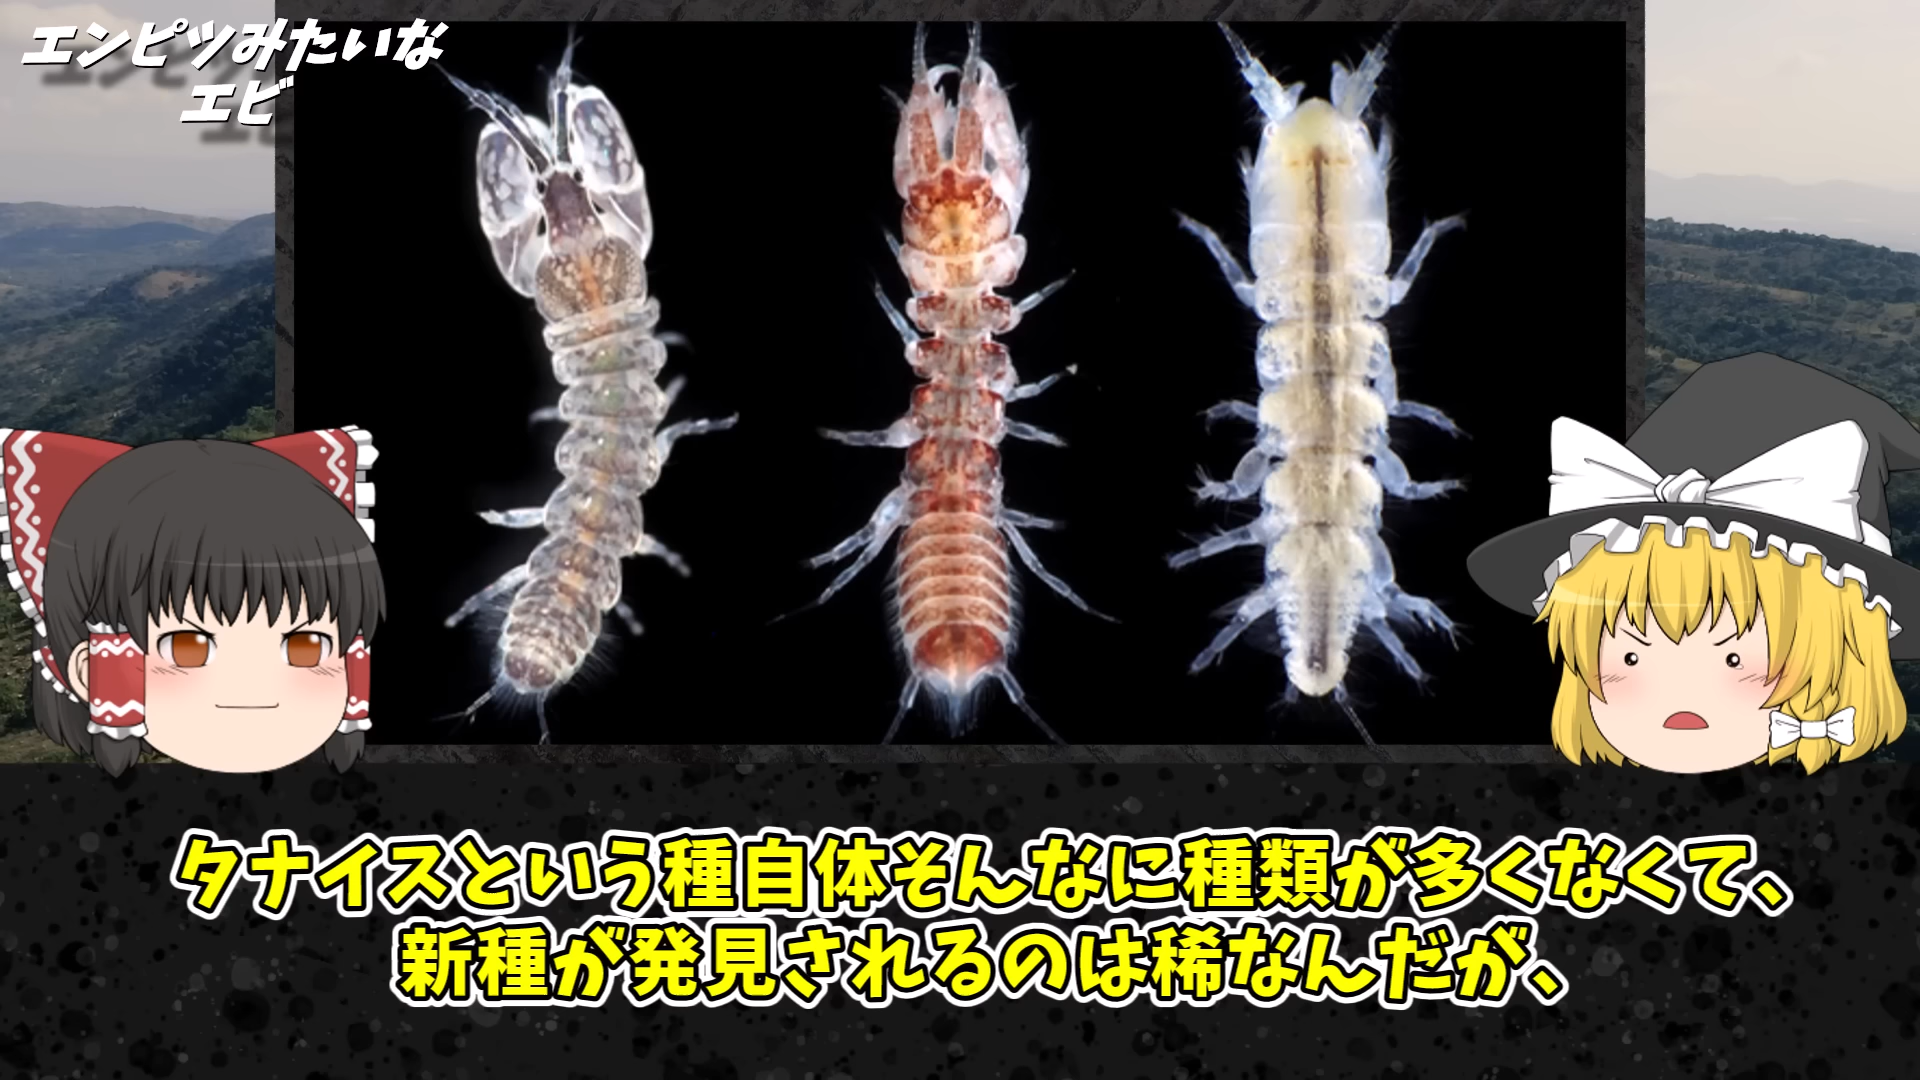 エンピツみたいな
エビ
タナイスという種自体そんなに種類が多くなくて、
新種が発見されるのは稀なんだが、